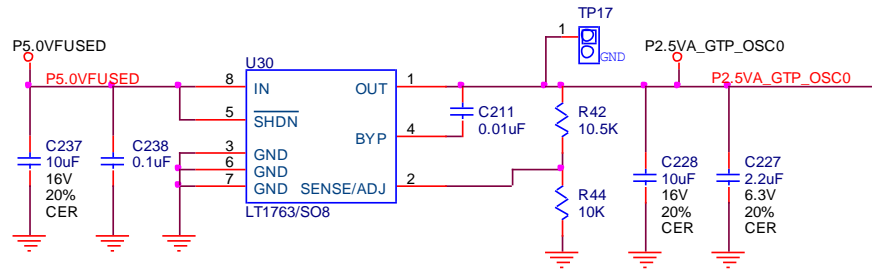 TP17
1
GND
P5.0VFUSED
P2.5VA_GTP_OSC0
U30
P5.0VFUSED
P2.5VA_GTP_OSC0
8
IN
OUT
1
5
SHDN
C211
0.01uF
R42
10.5K
BYP
4
C237
10uF
16V
20%
CER
C238
0.1uF
3
GND
6
GND
7
GND
SENSE/ADJ
2
LT1763/SO8
R44
10K
C228
10uF
16V
20%
CER
C227
2.2uF
6.3V
20%
CER